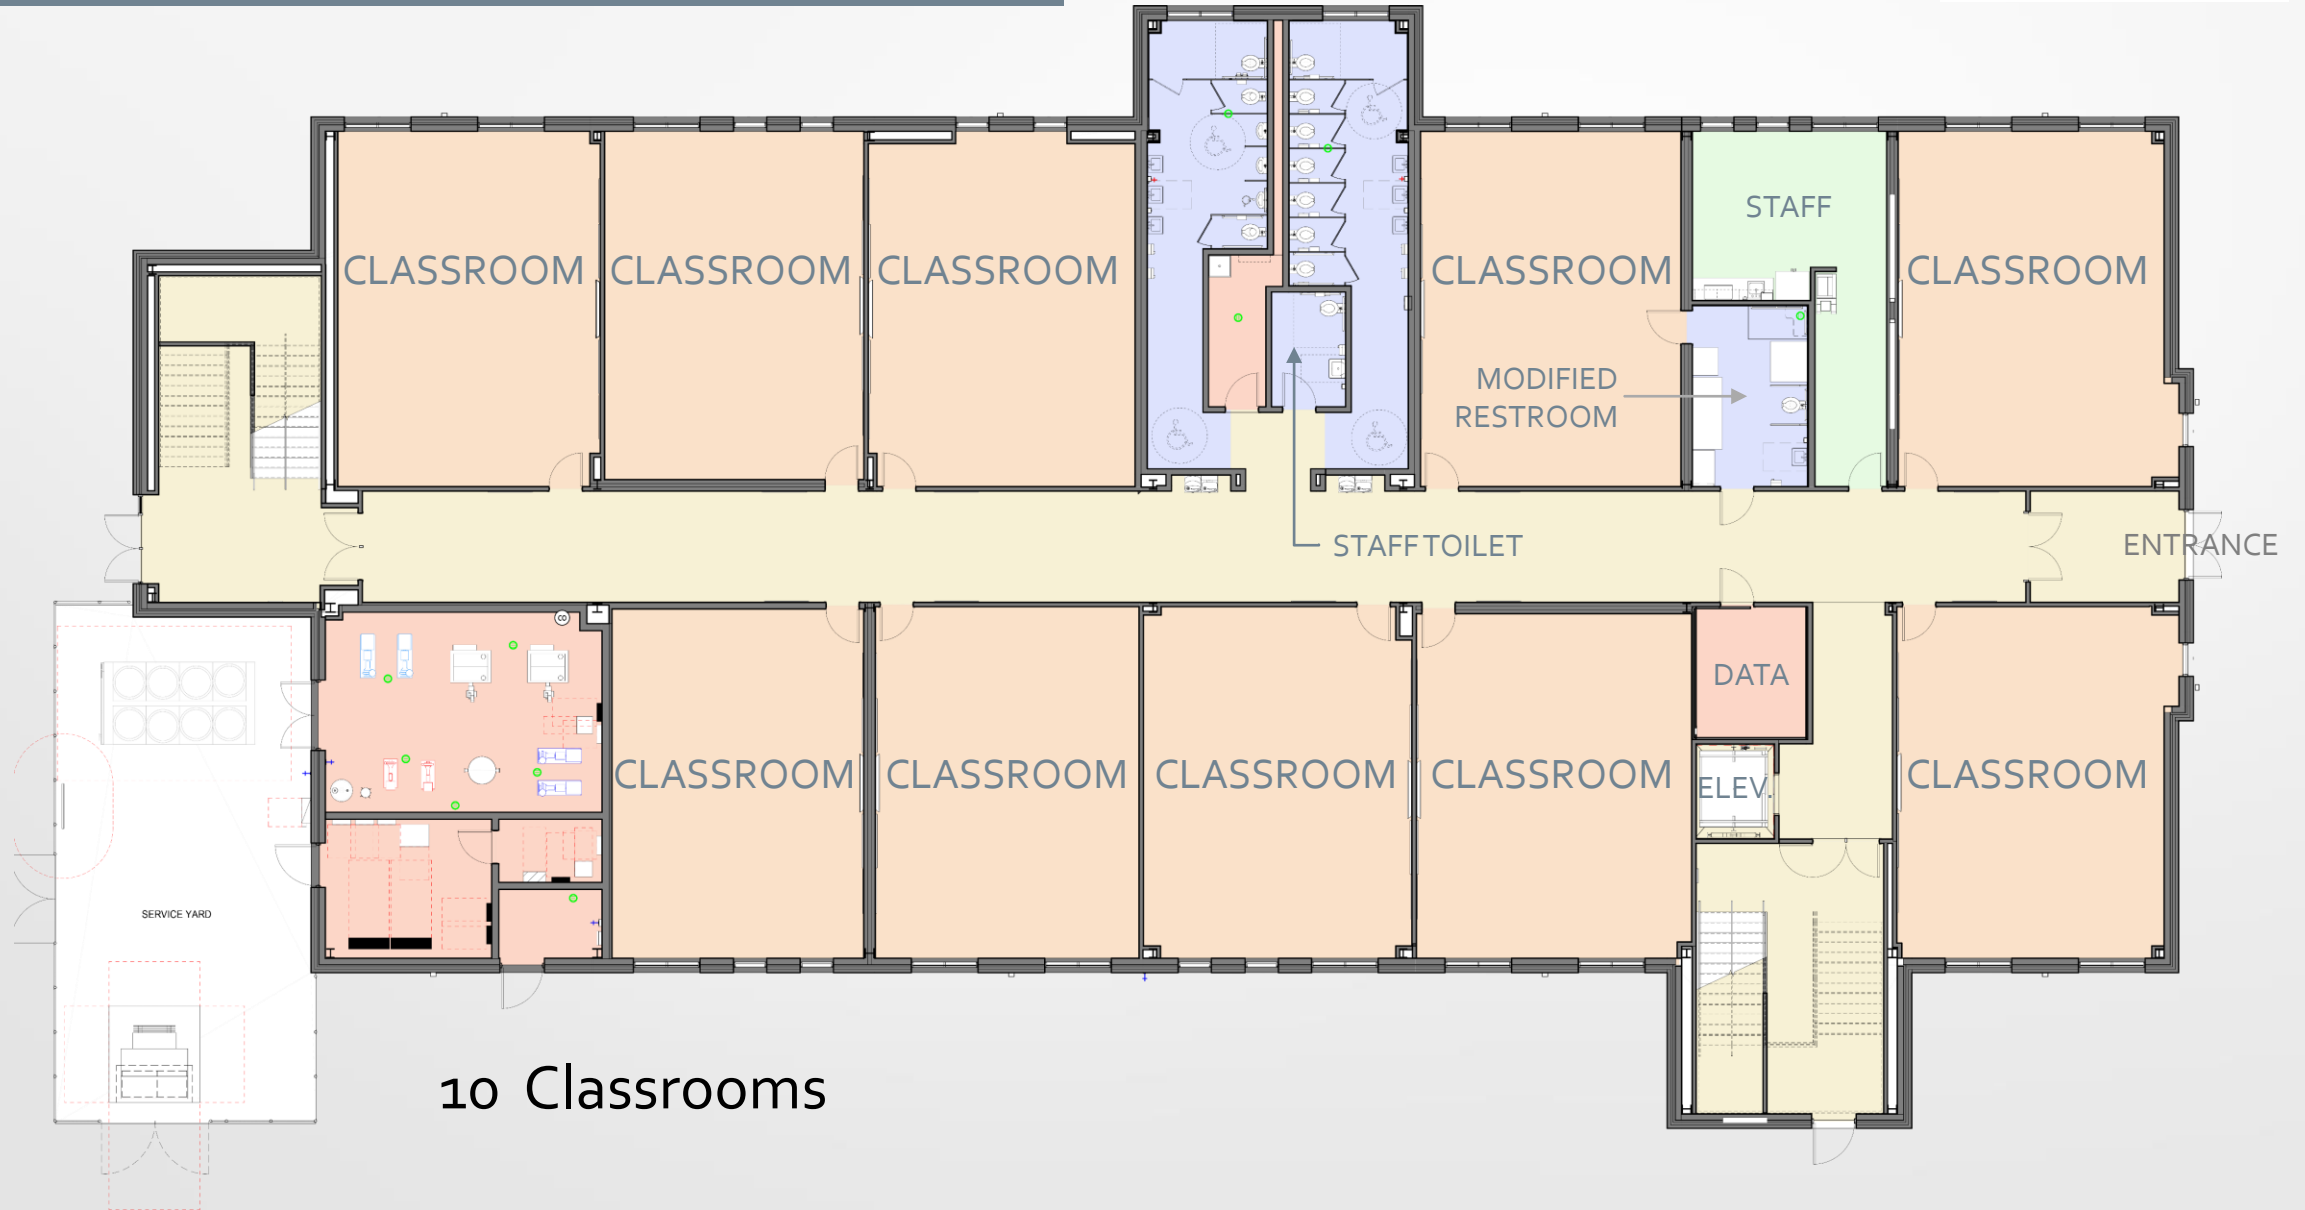 CLASSROOM
CLASSROOM
CLASSROOM
CLASSROOM
STAFF
CLASSROOM
MODIFIED
RESTROOM
STAFF TOILET
ENTRANCE
DATA
CLASSROOM
CLASSROOM
CLASSROOM
CLASSROOM
ELEV.
CLASSROOM
SERVICE YARD
10 Classrooms